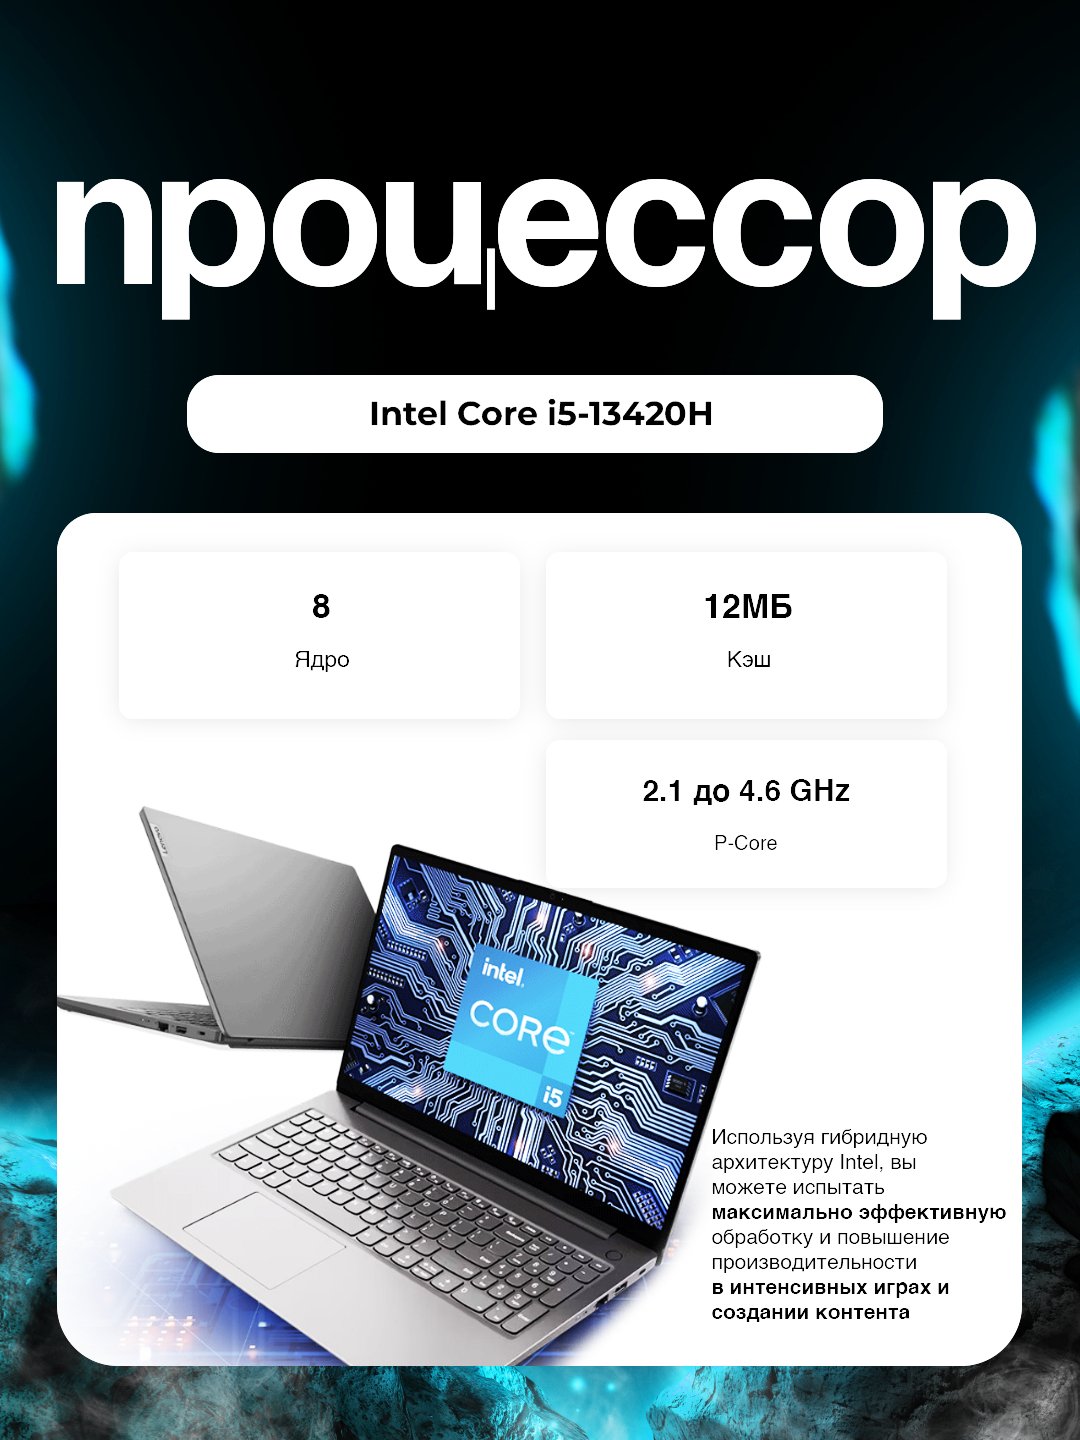 процессор
Intel Core i5-13420H
8
Ядро
12МБ
Кэш
2.1 до 4.6 GHz
P-Core
Lenovo
intel.
CORE
i5
Используя гибридную
архитектуру Intel, вы
можете испытать
максимально эффективную
обработку и повышение
производительности
в интенсивных играх и
создании контента